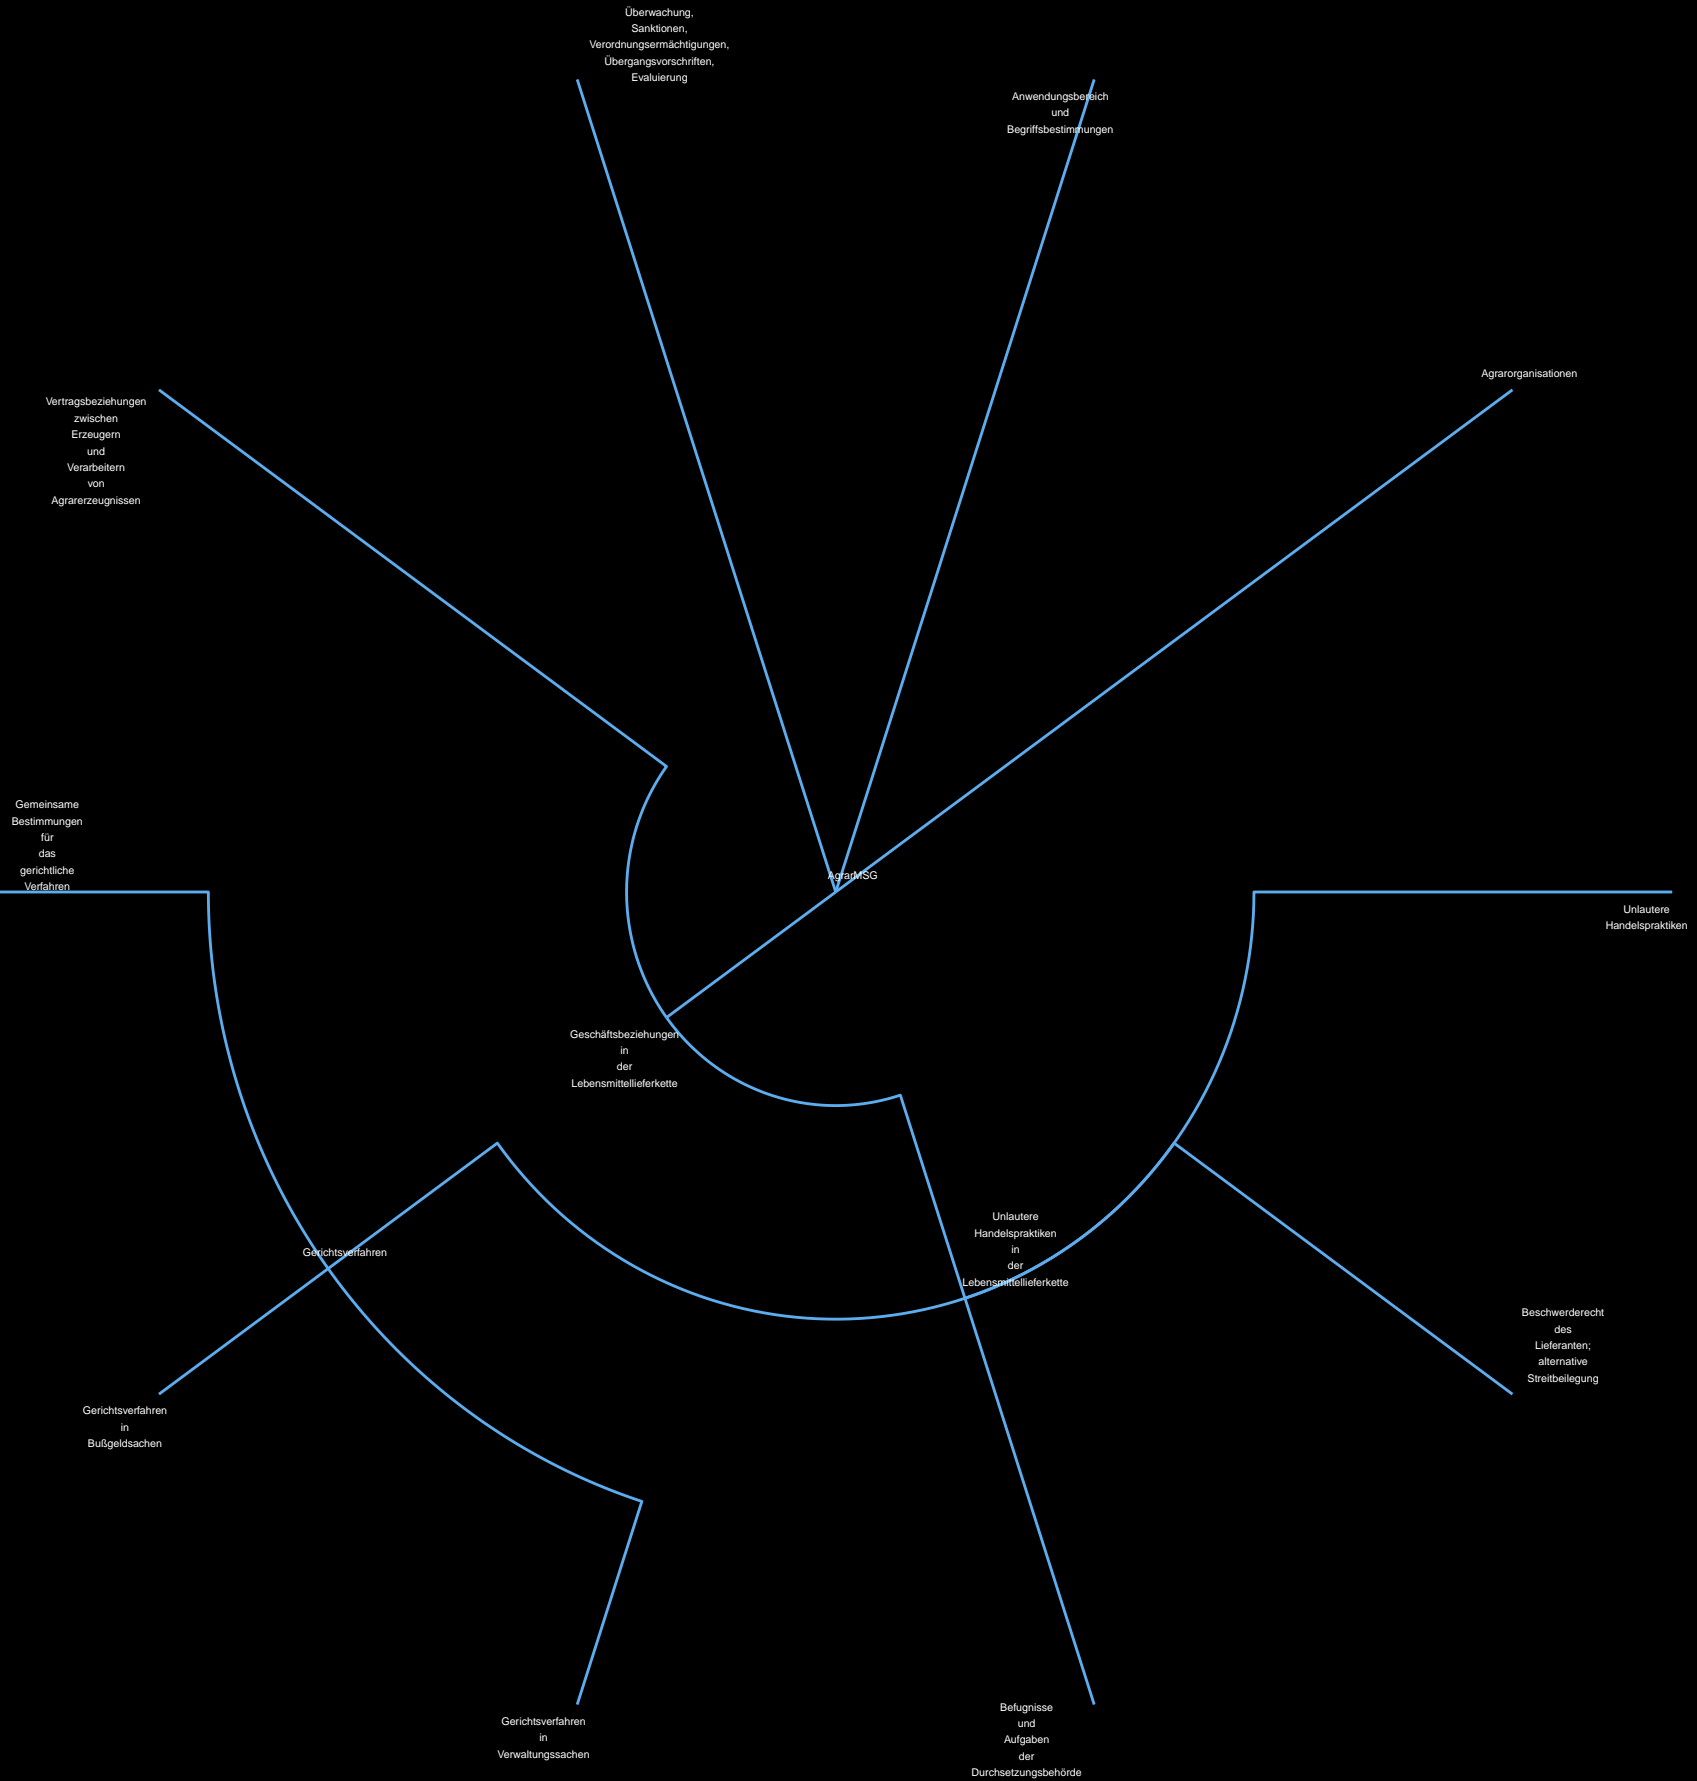 Überwachung,
Sanktionen,
Verordnungsermächtigungen,
Übergangsvorschriften,
Evaluierung
Anwendungsbereich
und
Begriffsbestimmungen
Agrarorganisationen
Vertragsbeziehungen
zwischen
Erzeugern
und
Verarbeitern
von
Agrarerzeugnissen
Gemeinsame
Bestimmungen
für
das
gerichtliche
Verfahren
AgrarMSG
Unlautere
Handelspraktiken
Geschäftsbeziehungen
in
der
Lebensmittellieferkette
Unlautere
Handelspraktiken
in
der
Lebensmittellieferkette
Gerichtsverfahren
Beschwerderecht
des
Lieferanten;
alternative
Streitbeilegung
Gerichtsverfahren
in
Bußgeldsachen
Gerichtsverfahren
in
Verwaltungssachen
Befugnisse
und
Aufgaben
der
Durchsetzungsbehörde